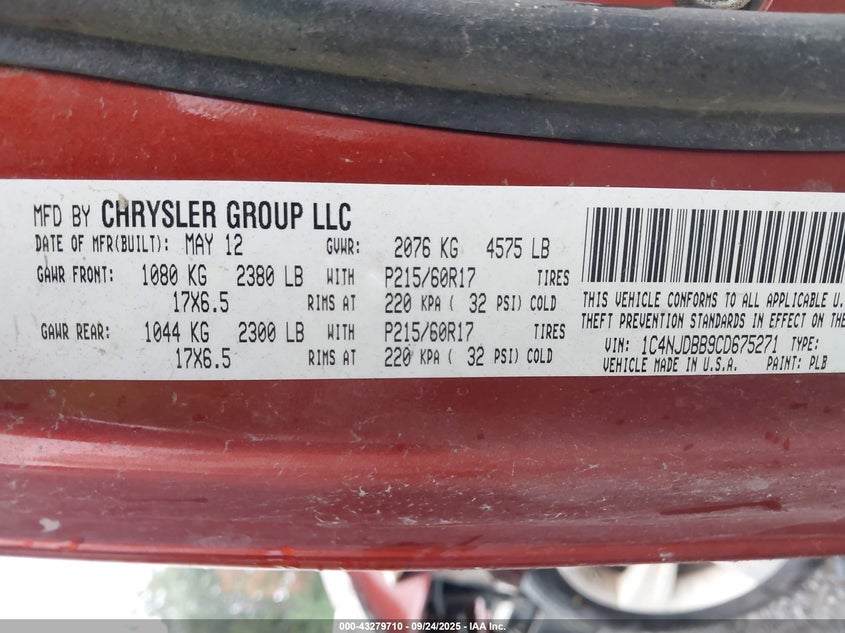 MFD BY CHRYSLER GROUP LLC
DATE OF MFR(BUILT): MAY 12 GVWR: 2076 KG 4575 LB
GAWR FRONT: 1080 KG 2380 LB WITH P215/60R17 TIRES
17X6.5 RIMS AT 220 KPA ( 32 PSI) COLD
GAWR REAR: 1044 KG 2300 LB WITH P215/60R17 TIRES
17X6.5 RIMS AT 220 KPA ( 32 PSI) COLD
THIS VEHICLE CONFORMS TO ALL APPLICABLE U.
THEFT PREVENTION STANDARDS IN EFFECT ON THE
VIN: 1C4NJDBB9CD675271 TYPE:
VEHICLE MADE IN U.S.A. PAINT: PLB
000-43279710 - 09/24/2025 - IAA Inc.